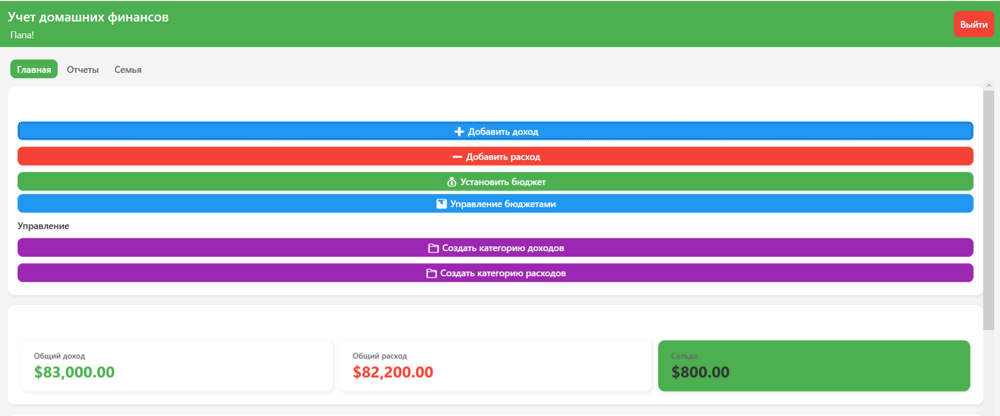 Учет домашних финансов
Папа!
Выйти
Главная Отчеты Семья
Добавить доход
Добавить расход
Установить бюджет
Управление бюджетами
Управление
Создать категорию доходов
Создать категорию расходов
Общий доход
$83,000.00
Общий расход
$82,200.00
Сальдо
$800.00